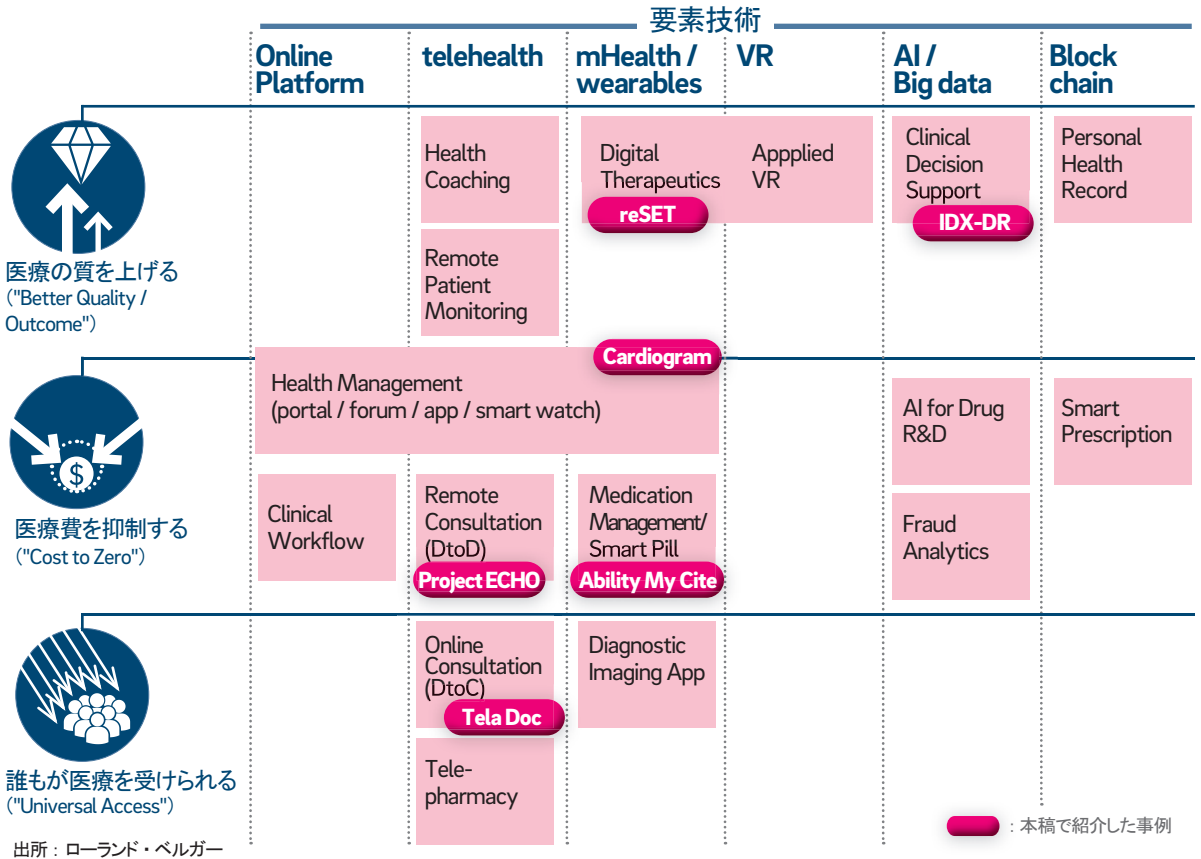 要素技術
Online
Platform
telehealth
mHealth /
wearables
VR
AI /
Big data
Block
chain
医療の質を上げる
("Better Quality /
Outcome")
Health
Coaching
Remote
Patient
Monitoring
Digital
Therapeutics
reSET
Appplied
VR
Clinical
Decision
Support
IDX-DR
Personal
Health
Record
医療費を抑制する
("Cost to Zero")
$
Cardiogram
Health Management
(portal / forum / app / smart watch)
Clinical
Workflow
Remote
Consultation
(DtoD)
Project ECHO
Medication
Management/
Smart Pill
Ability My Cite
AI for Drug
R&D
Fraud
Analytics
Smart
Prescription
誰もが医療を受けられる
("Universal Access")
Online
Consultation
(DtoC)
Tela Doc
Tele-
pharmacy
Diagnostic
Imaging App
: 本稿で紹介した事例
出所 : ローランド・ベルガー